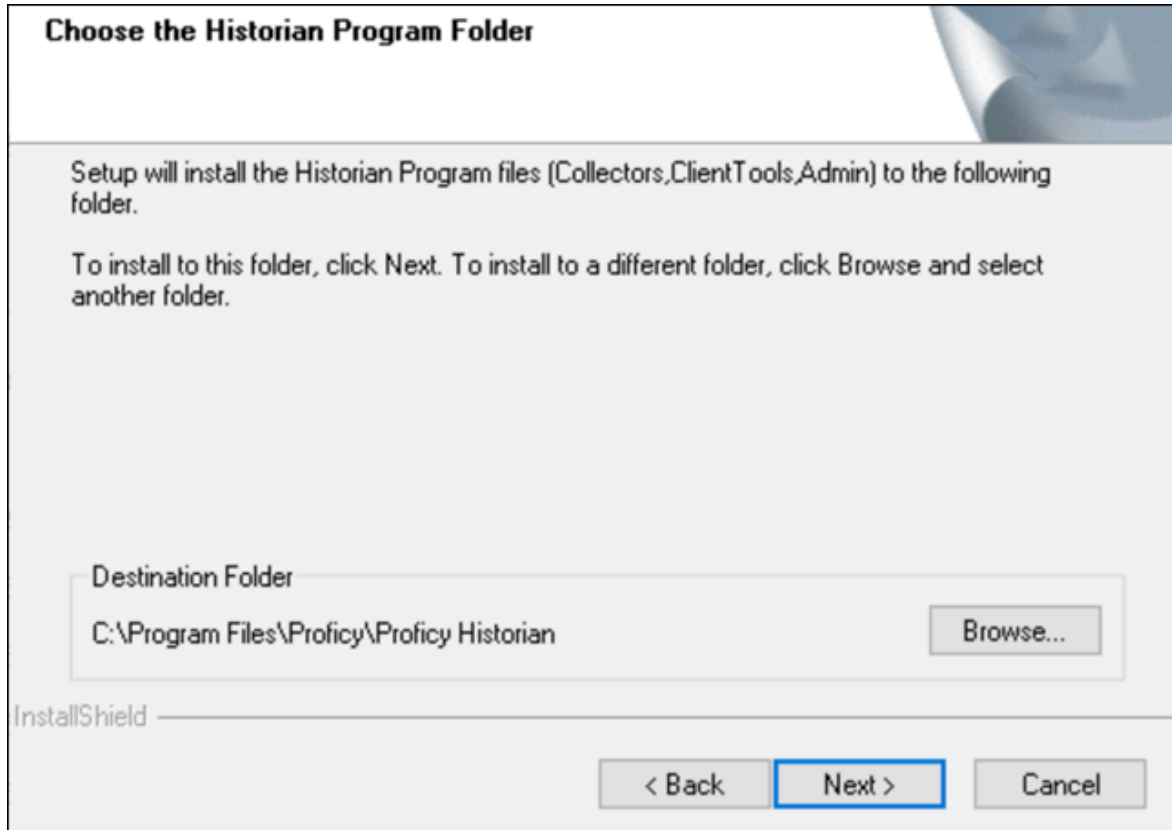 Choose the Historian Program Folder
Setup will install the Historian Program files (Collectors,ClientTools,Admin) to the following
folder.
To install to this folder, click Next. To install to a different folder, click Browse and select
another folder.
Destination Folder
C:\Program Files\Proficy\Proficy Historian
Browse...
InstallShield
< Back
Next >
Cancel